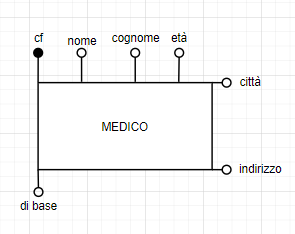 cf
nome
cognome
età
città
MEDICO
indirizzo
di base